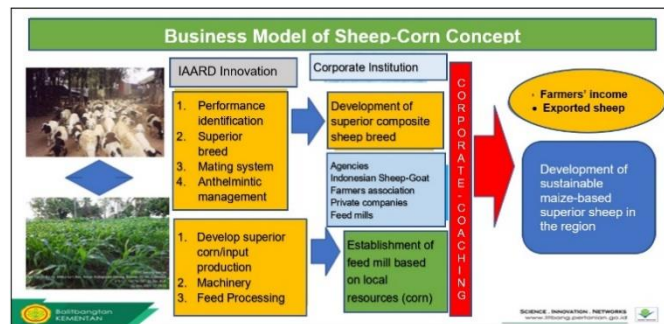 Business Model of Sheep-Corn Concept
IAARD Innovation
Corporate Institution
1. Performance
identification
2. Superior
breed
3. Mating system
4. Anthelmintic
management
Development of
superior composite
sheep breed
Agencies
Indonesian Sheep-Goat
Farmers association
Private companies
Feed mills
1. Develop superior
corn/input
production
2. Machinery
3. Feed Processing
Establishment of
feed mill based
on local
resources (corn)
CORPORATE-COACHING
- Farmers' income
• Exported sheep
Development of
sustainable
maize-based
superior sheep in
the region
Balitbangtan
KEMENTAN
SCIENCE . INNOVATION . NETWORKS
www.litbang.pertanian.go.id